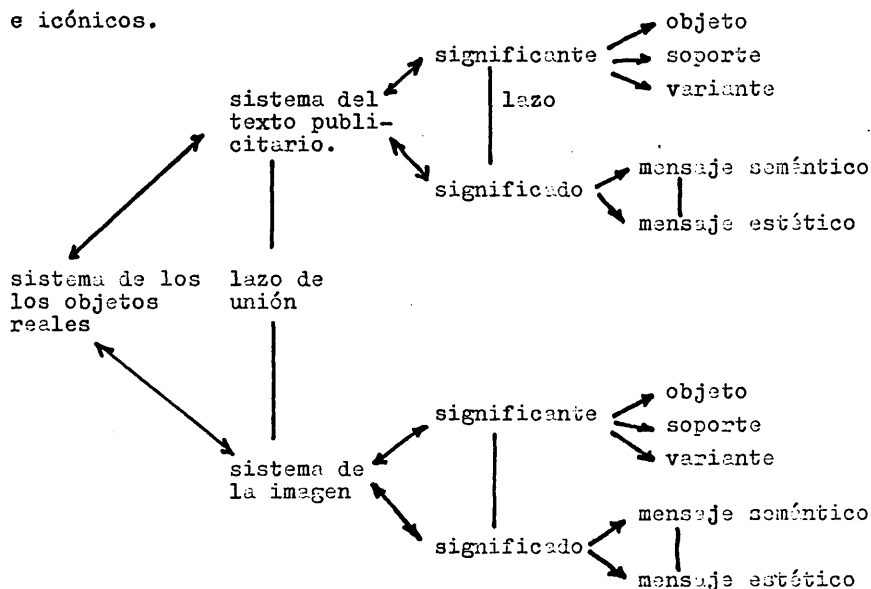 e icónicos.
objeto
significante
soporte
variante
lazo
sistema del
texto publi-
citario.
significado
mensaje semántico
mensaje estético
sistema de los
los objetos
reales
lazo de
unión
objeto
significante
soporte
variante
sistema de
la imagen
significado
mensaje semántico
mensaje estético